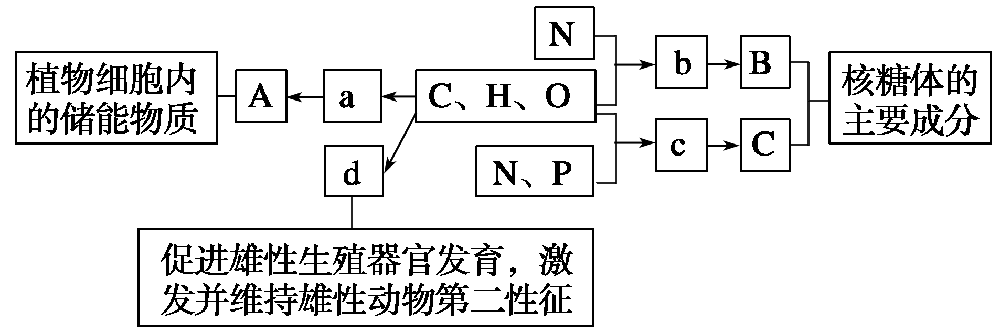 N
植物细胞内
的储能物质
A
a
C、H、O
b
B
核糖体的
主要成分
d
N、P
c
C
促进雄性生殖器官发育，激
发并维持雄性动物第二性征